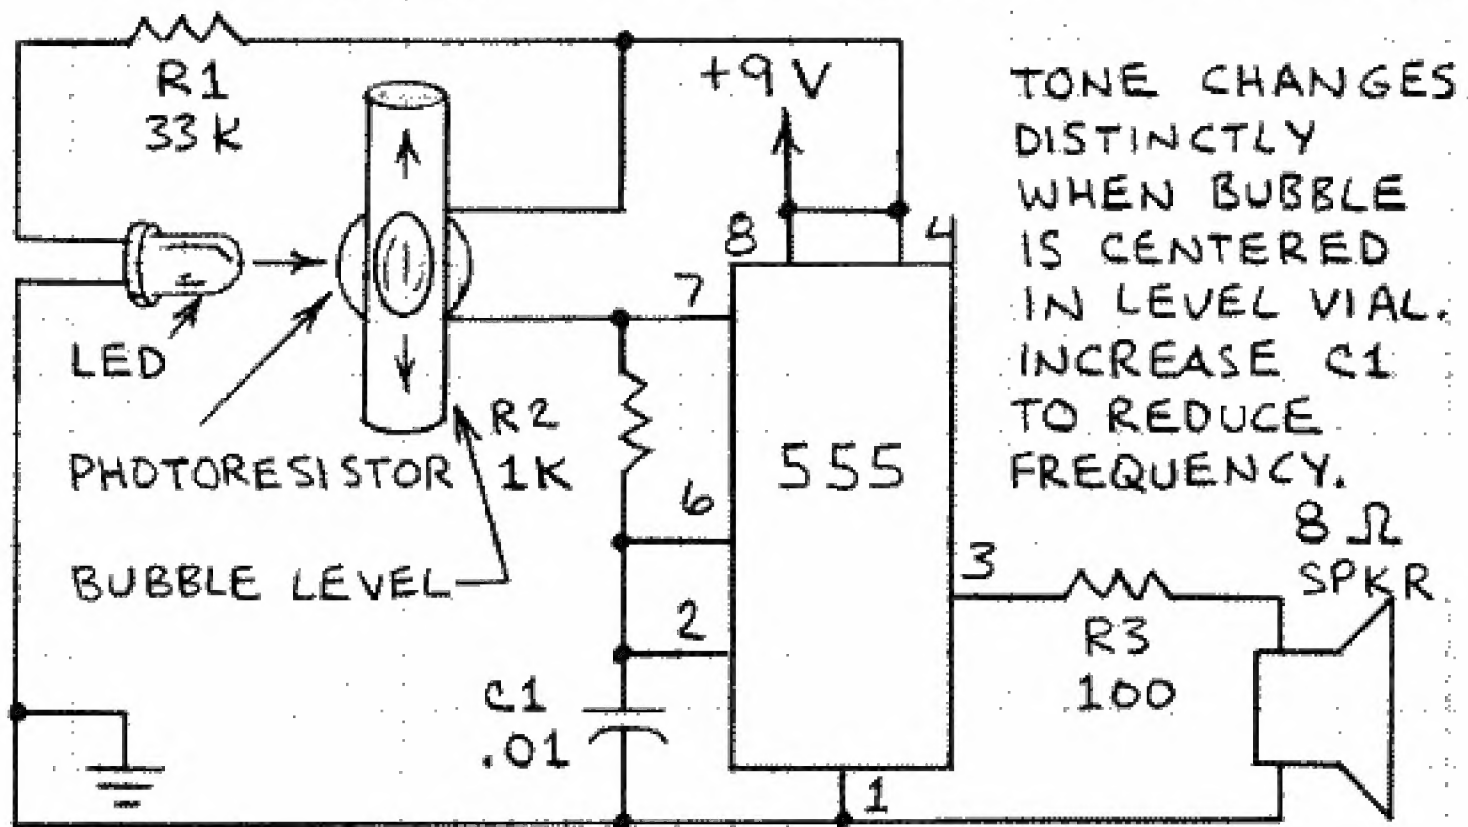 R1
33K
+9V
TONE CHANGES
DISTINCTLY
WHEN BUBBLE
IS CENTERED
IN LEVEL VIAL.
INCREASE C1
TO REDUCE
FREQUENCY.
8
4
7
LED
R2
PHOTORESISTOR 1K
555
6
8 Ω
SPKR
BUBBLE LEVEL
3
2
R3
100
C1
.01
1